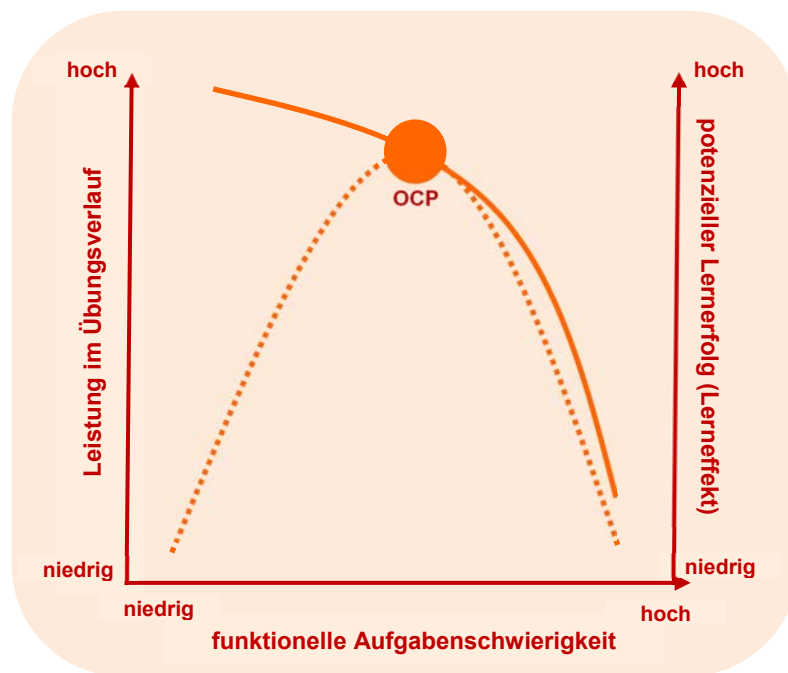 hoch
hoch
Leistung im Übungsverlauf
potenzieller Lernerfolg (Lerneffekt)
OCP
niedrig
niedrig
niedrig
hoch
funktionelle Aufgabenschwierigkeit